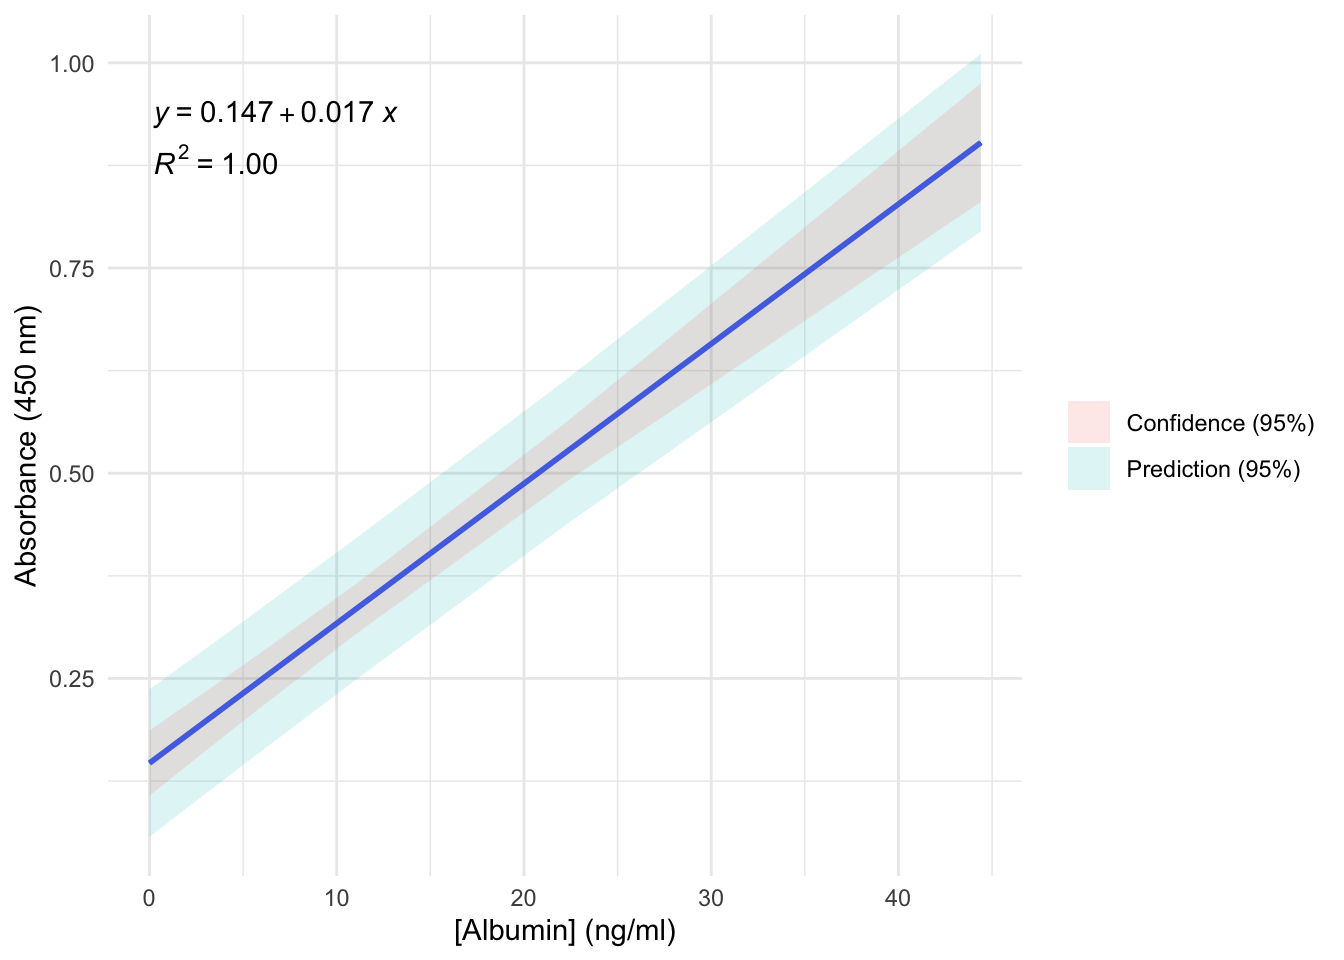 1.00
0.75
0.50
0.25
Absorbance (450 nm)
y = 0.147 + 0.017 x
R² = 1.00
0 10 20 30 40
[Albumin] (ng/ml)
Confidence (95%)
Prediction (95%)